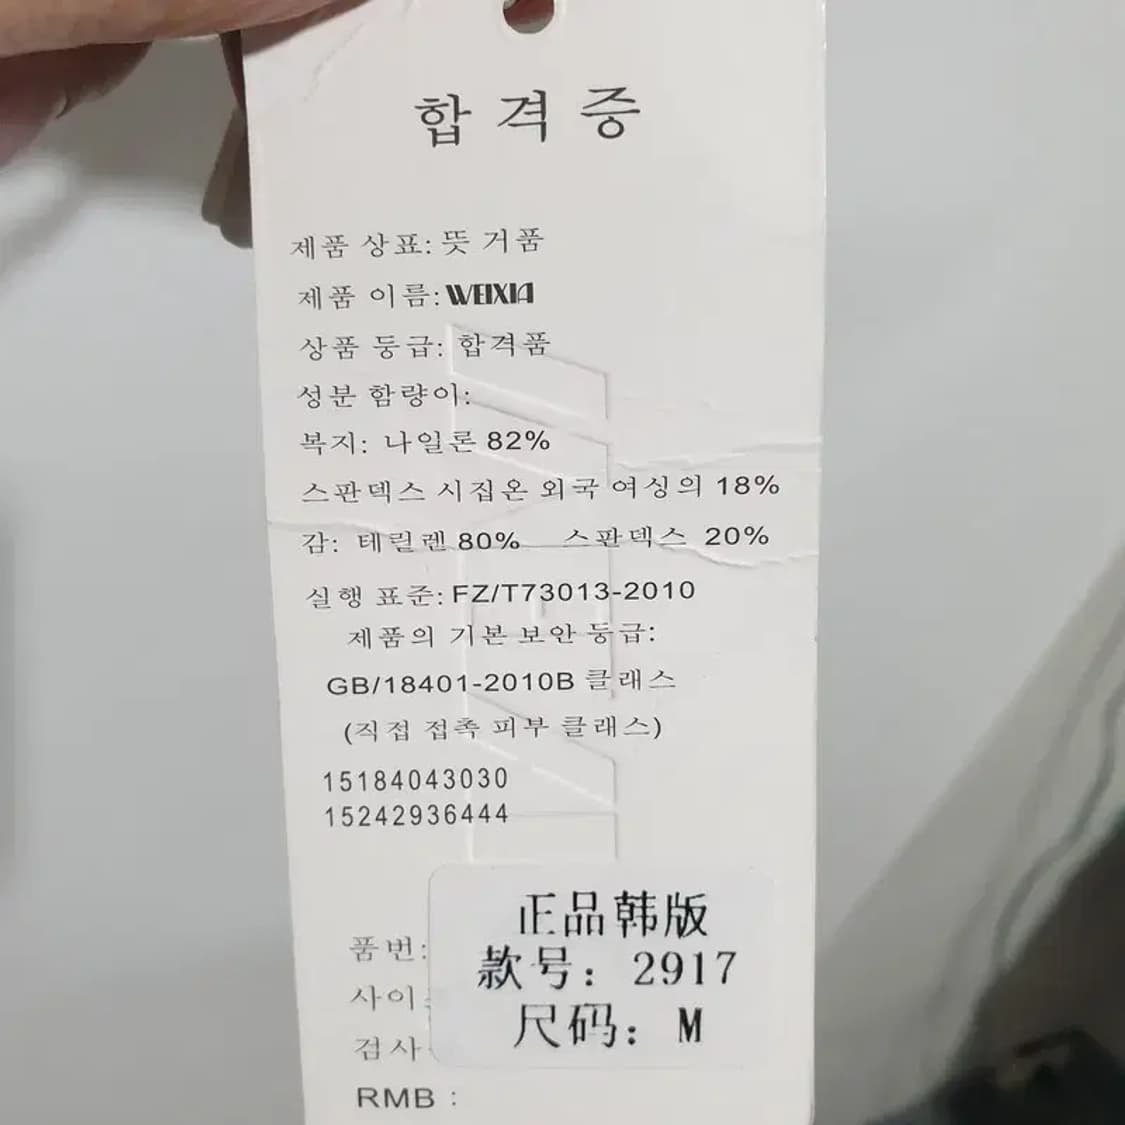 합격증
제품 상표: 뜻 거품
제품 이름: WEIXIA
상품 등급: 합격품
성분 함량이:
복지: 나일론 82%
스판덱스 시집온 외국 여싱의 18%
감: 테릴렌 80% 스판덱스 20%
실행 표준: FZ/T73013-2010
제품의 기본 보안 등급:
GB/18401-2010B 클래스
(직접 접촉 피부 클래스)
15184043030
15242936444
正品韩版
품번:
款号: 2917
사이
尺码: M
검사
RMB :